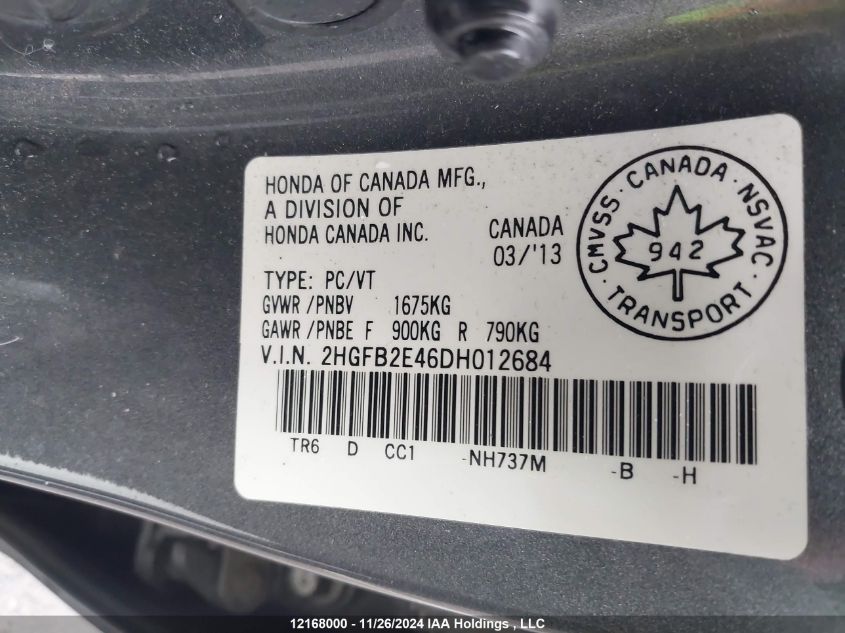 HONDA OF CANADA MFG.,
A DIVISION OF
HONDA CANADA INC.
CANADA
03/'13
CMVSS · CANADA · NSVAC · TRANSPORT ·
942
TYPE: PC/VT
GVWR /PNBV 1675KG
GAWR /PNBE F 900KG R 790KG
V.I.N. 2HGFB2E46DH012684
TR6 D CC1 -NH737M -B -H
12168000 - 11/26/2024 IAA Holdings , LLC